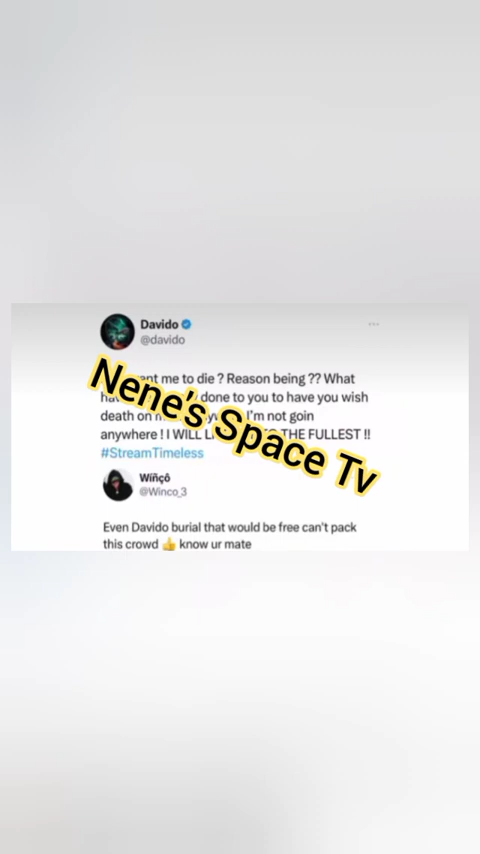 Davido
@davido
me to die ? Reason being ?? What
done to you to have you wish
death on I'm not goin
anywhere ! I WILL THE FULLEST !!
#StreamTimeless
Nene's Space Tv
Wíñçô
@Winco_3
Even Davido burial that would be free can't pack
this crowd 👍 know ur mate